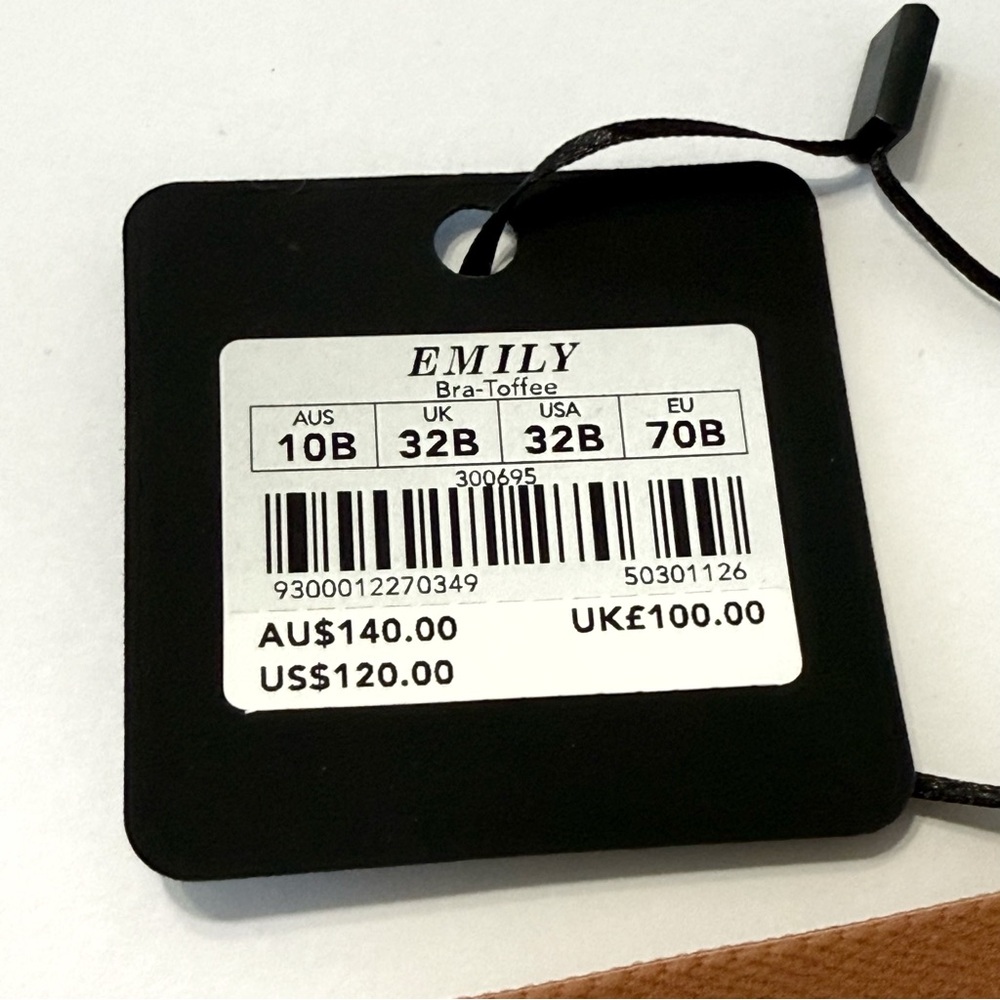 EMILY
Bra-Toffee
AUS UK USA EU
10B 32B 32B 70B
300695
9300012270349 50301126
AU$140.00 UK£100.00
US$120.00